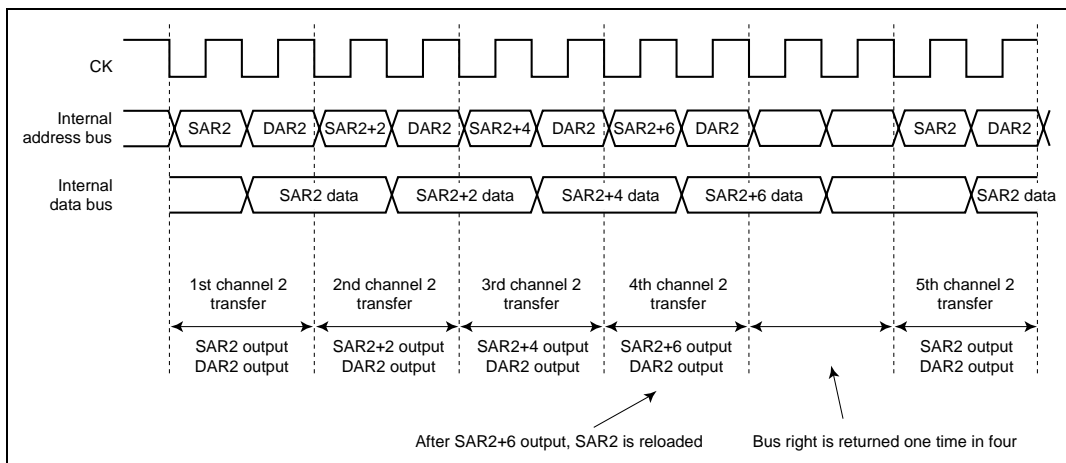 CK
Internal
address bus
SAR2 DAR2 SAR2+2 DAR2 SAR2+4 DAR2 SAR2+6 DAR2 SAR2 DAR2
Internal
data bus
SAR2 data SAR2+2 data SAR2+4 data SAR2+6 data SAR2 data
1st channel 2
transfer
2nd channel 2
transfer
3rd channel 2
transfer
4th channel 2
transfer
5th channel 2
transfer
SAR2 output
DAR2 output
SAR2+2 output
DAR2 output
SAR2+4 output
DAR2 output
SAR2+6 output
DAR2 output
SAR2 output
DAR2 output
After SAR2+6 output, SAR2 is reloaded
Bus right is returned one time in four